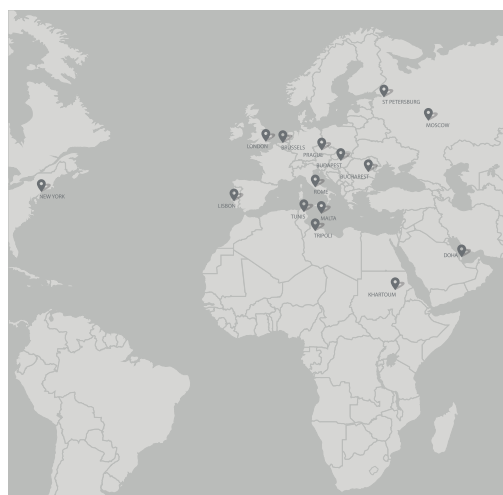 ST PETERSBURG
MOSCOW
LONDON
BRUSSELS
PRAGUE
BUDAPEST
BUCHAREST
NEW YORK
ROME
LISBON
TUNIS
MALTA
TRIPOLI
DOHA
KHARTOUM